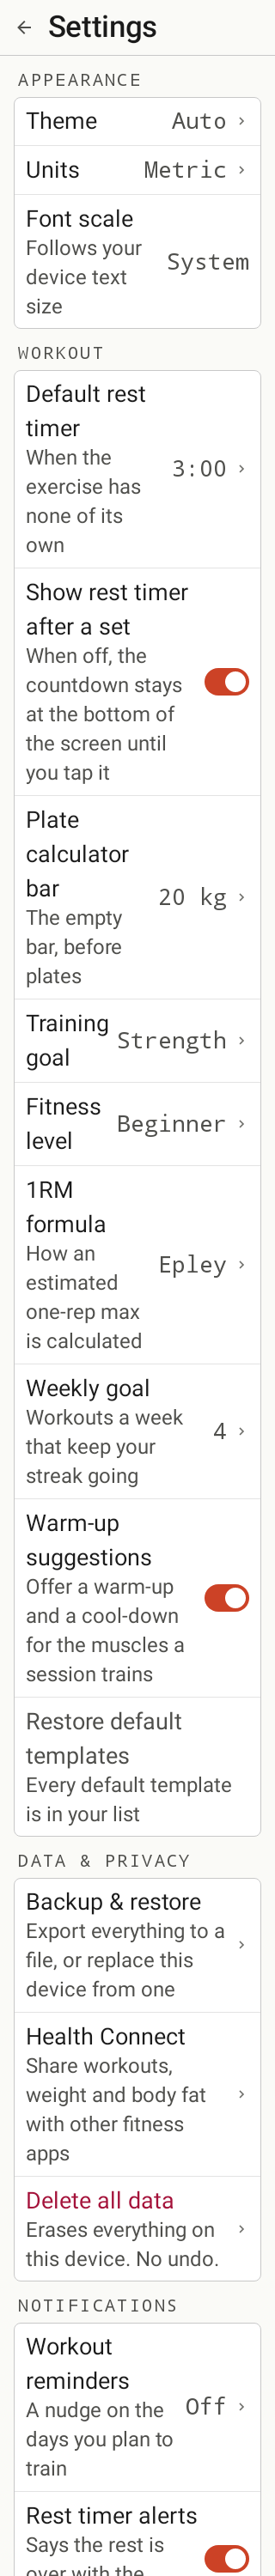 Settings
APPEARANCE
Theme
Auto
Units
Metric
Font scale
Follows your
device text
size
System
WORKOUT
Default rest
timer
When the
exercise has
none of its
own
3:00
Show rest timer
after a set
When off, the
countdown stays
at the bottom of
the screen until
you tap it
Plate
calculator
bar
The empty
bar, before
plates
20 kg
Training
goal
Strength
Fitness
level
Beginner
1RM
formula
How an
estimated
one-rep max
is calculated
Epley
Weekly goal
Workouts a week
that keep your
streak going
4
Warm-up
suggestions
Offer a warm-up
and a cool-down
for the muscles a
session trains
Restore default
templates
Every default template
is in your list
DATA & PRIVACY
Backup & restore
Export everything to a
file, or replace this
device from one
Health Connect
Share workouts,
weight and body fat
with other fitness
apps
Delete all data
Erases everything on
this device. No undo.
NOTIFICATIONS
Workout
reminders
A nudge on the
days you plan to
train
Off
Rest timer alerts
Says the rest is
over with the